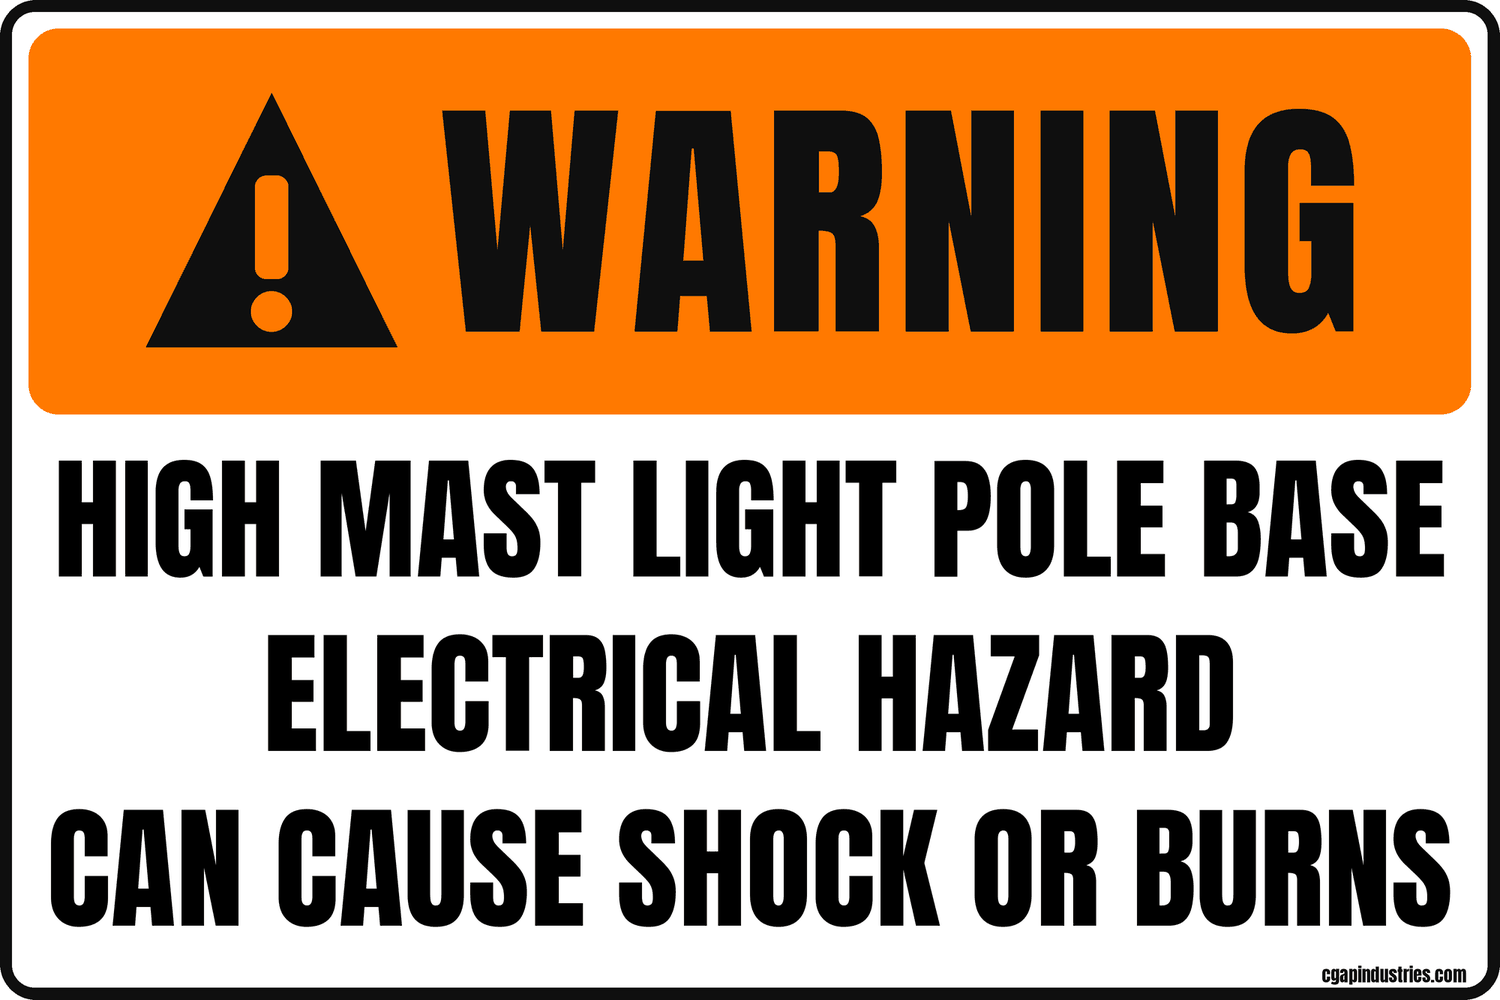 WARNING
HIGH MAST LIGHT POLE BASE
ELECTRICAL HAZARD
CAN CAUSE SHOCK OR BURNS
cgapindustries.com